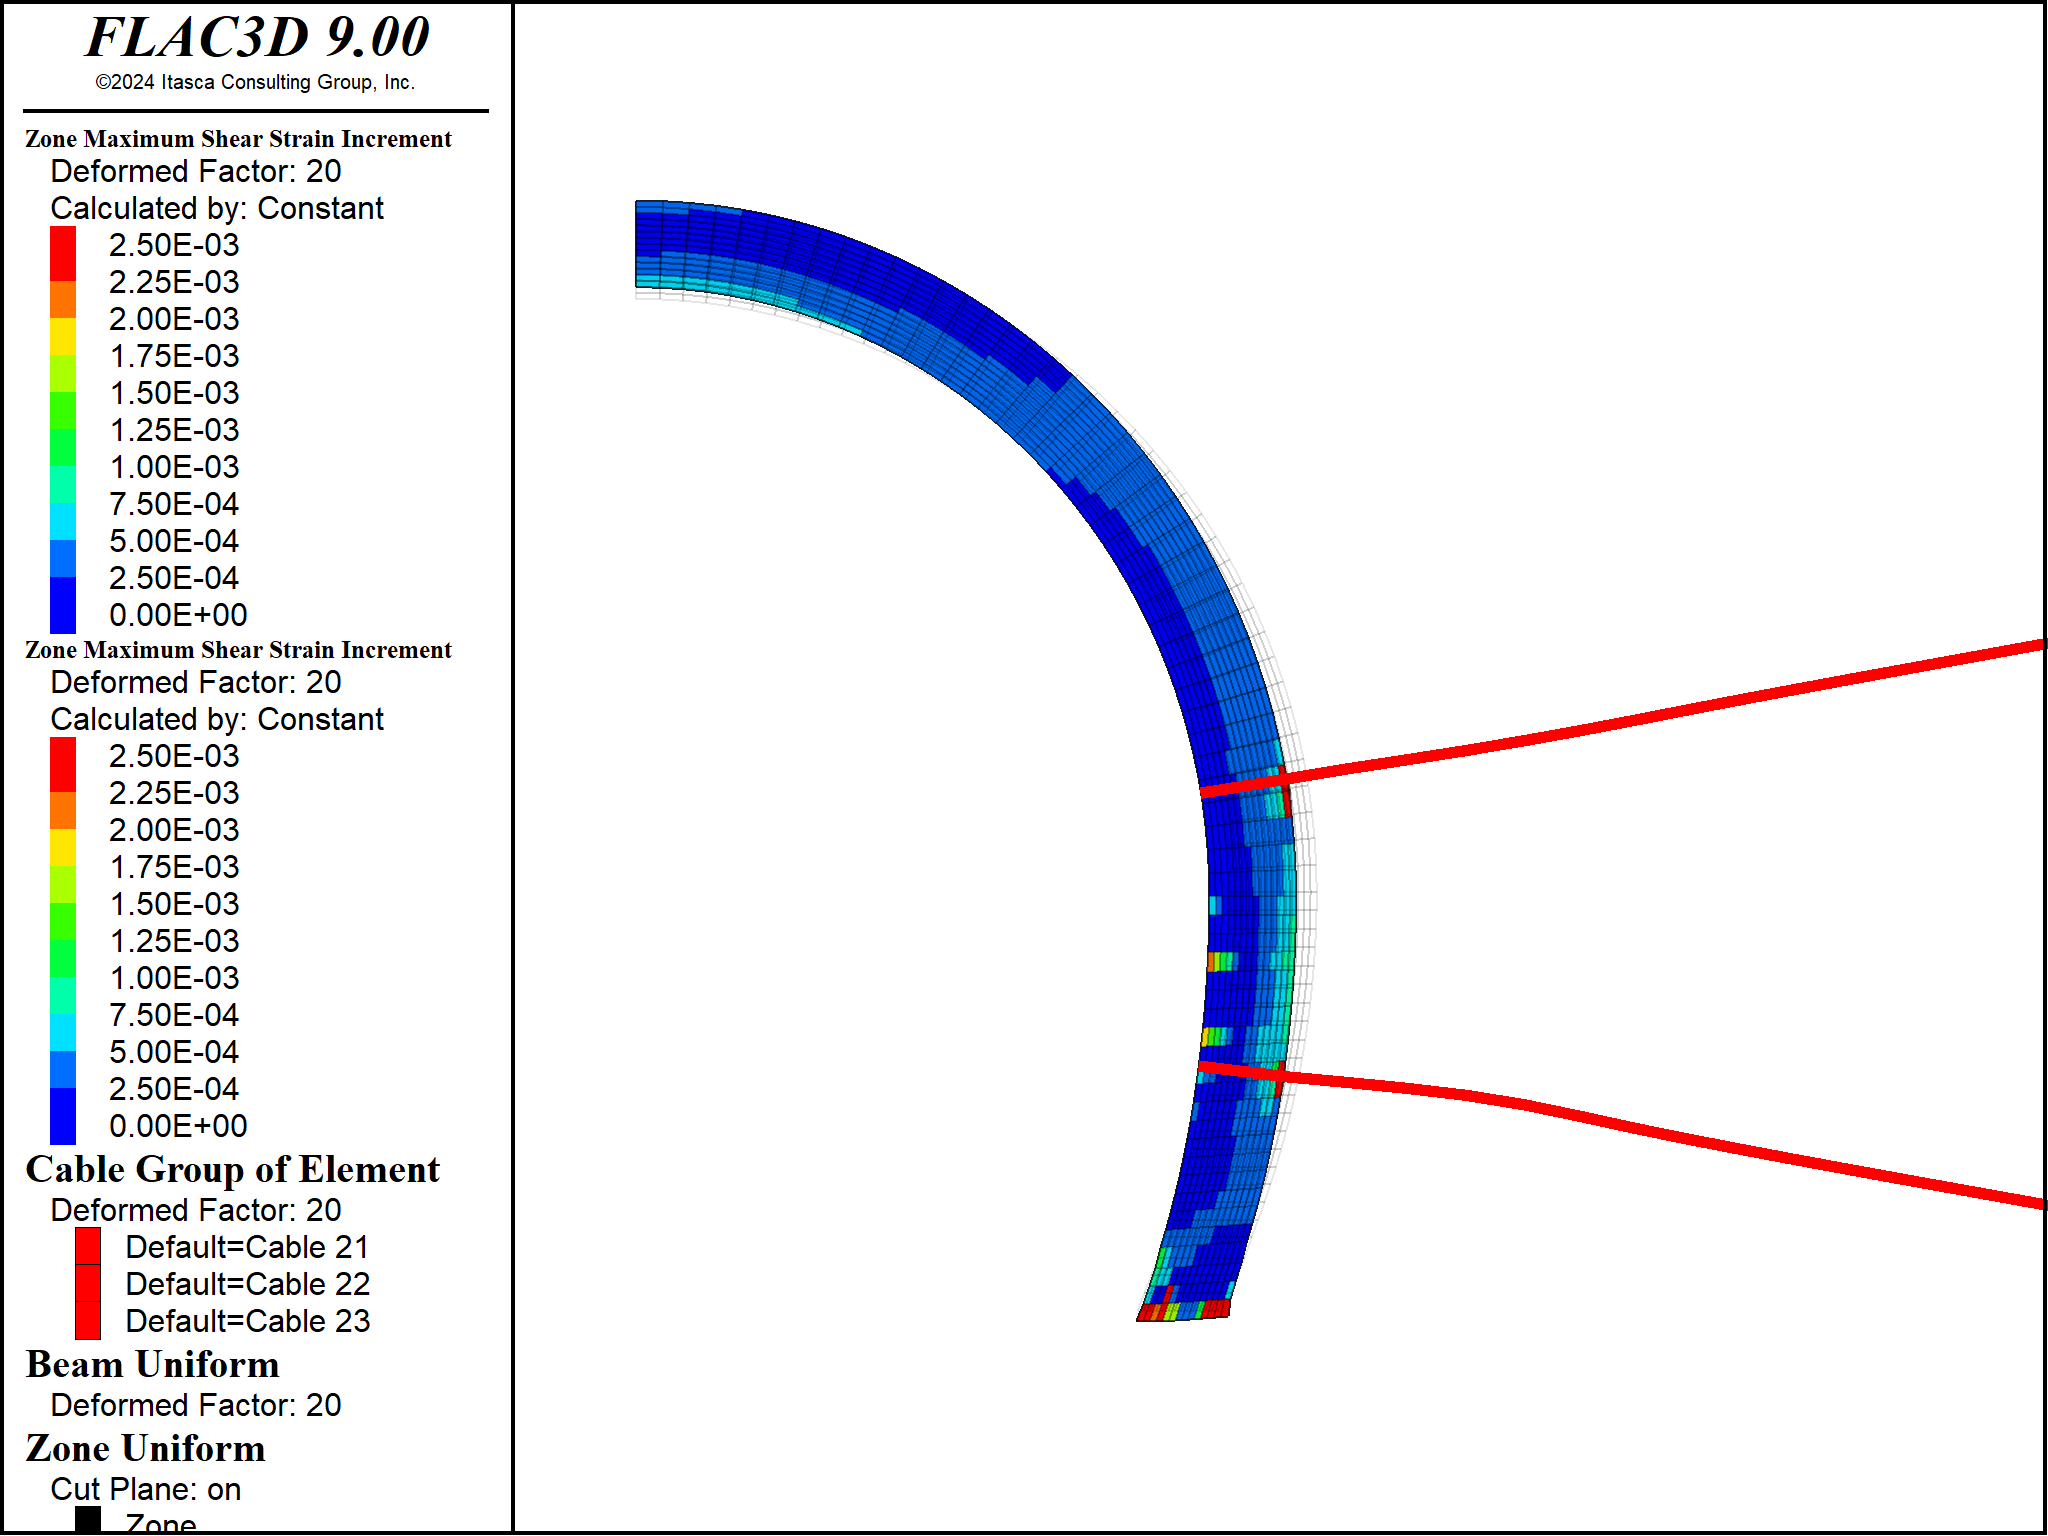 FLAC3D 9.00
©2024 Itasca Consulting Group, Inc.
Zone Maximum Shear Strain Increment
Deformed Factor: 20
Calculated by: Constant
2.50E-03
2.25E-03
2.00E-03
1.75E-03
1.50E-03
1.25E-03
1.00E-03
7.50E-04
5.00E-04
2.50E-04
0.00E+00
Zone Maximum Shear Strain Increment
Deformed Factor: 20
Calculated by: Constant
2.50E-03
2.25E-03
2.00E-03
1.75E-03
1.50E-03
1.25E-03
1.00E-03
7.50E-04
5.00E-04
2.50E-04
0.00E+00
Cable Group of Element
Deformed Factor: 20
Default=Cable 21
Default=Cable 22
Default=Cable 23
Beam Uniform
Deformed Factor: 20
Zone Uniform
Cut Plane: on
Zone